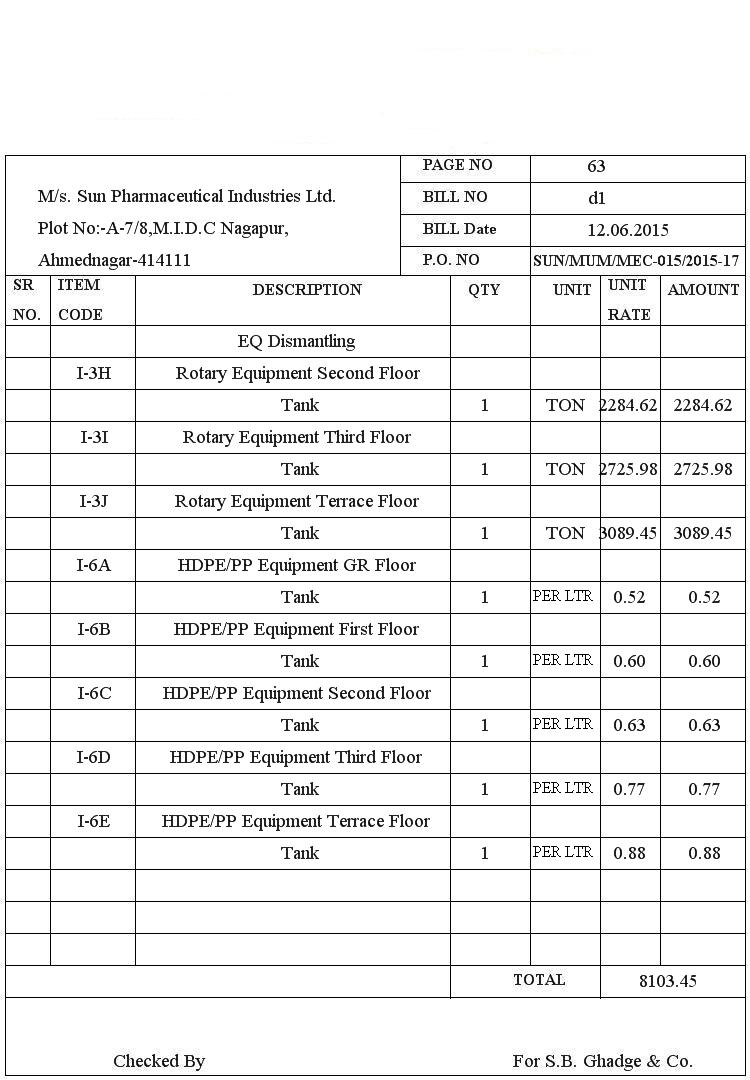 PAGE NO 63
M/s. Sun Pharmaceutical Industries Ltd. BILL NO d1
Plot No:-A-7/8,M.I.D.C Nagapur, BILL Date 12.06.2015
Ahmednagar-414111 P.O. NO SUN/MUM/MEC-015/2015-17
SR NO. ITEM CODE DESCRIPTION QTY UNIT UNIT RATE AMOUNT
EQ Dismantling
I-3H Rotary Equipment Second Floor
Tank 1 TON 2284.62 2284.62
I-3I Rotary Equipment Third Floor
Tank 1 TON 2725.98 2725.98
I-3J Rotary Equipment Terrace Floor
Tank 1 TON 3089.45 3089.45
I-6A HDPE/PP Equipment GR Floor
Tank 1 PER LTR 0.52 0.52
I-6B HDPE/PP Equipment First Floor
Tank 1 PER LTR 0.60 0.60
I-6C HDPE/PP Equipment Second Floor
Tank 1 PER LTR 0.63 0.63
I-6D HDPE/PP Equipment Third Floor
Tank 1 PER LTR 0.77 0.77
I-6E HDPE/PP Equipment Terrace Floor
Tank 1 PER LTR 0.88 0.88
TOTAL 8103.45
Checked By For S.B. Ghadge & Co.